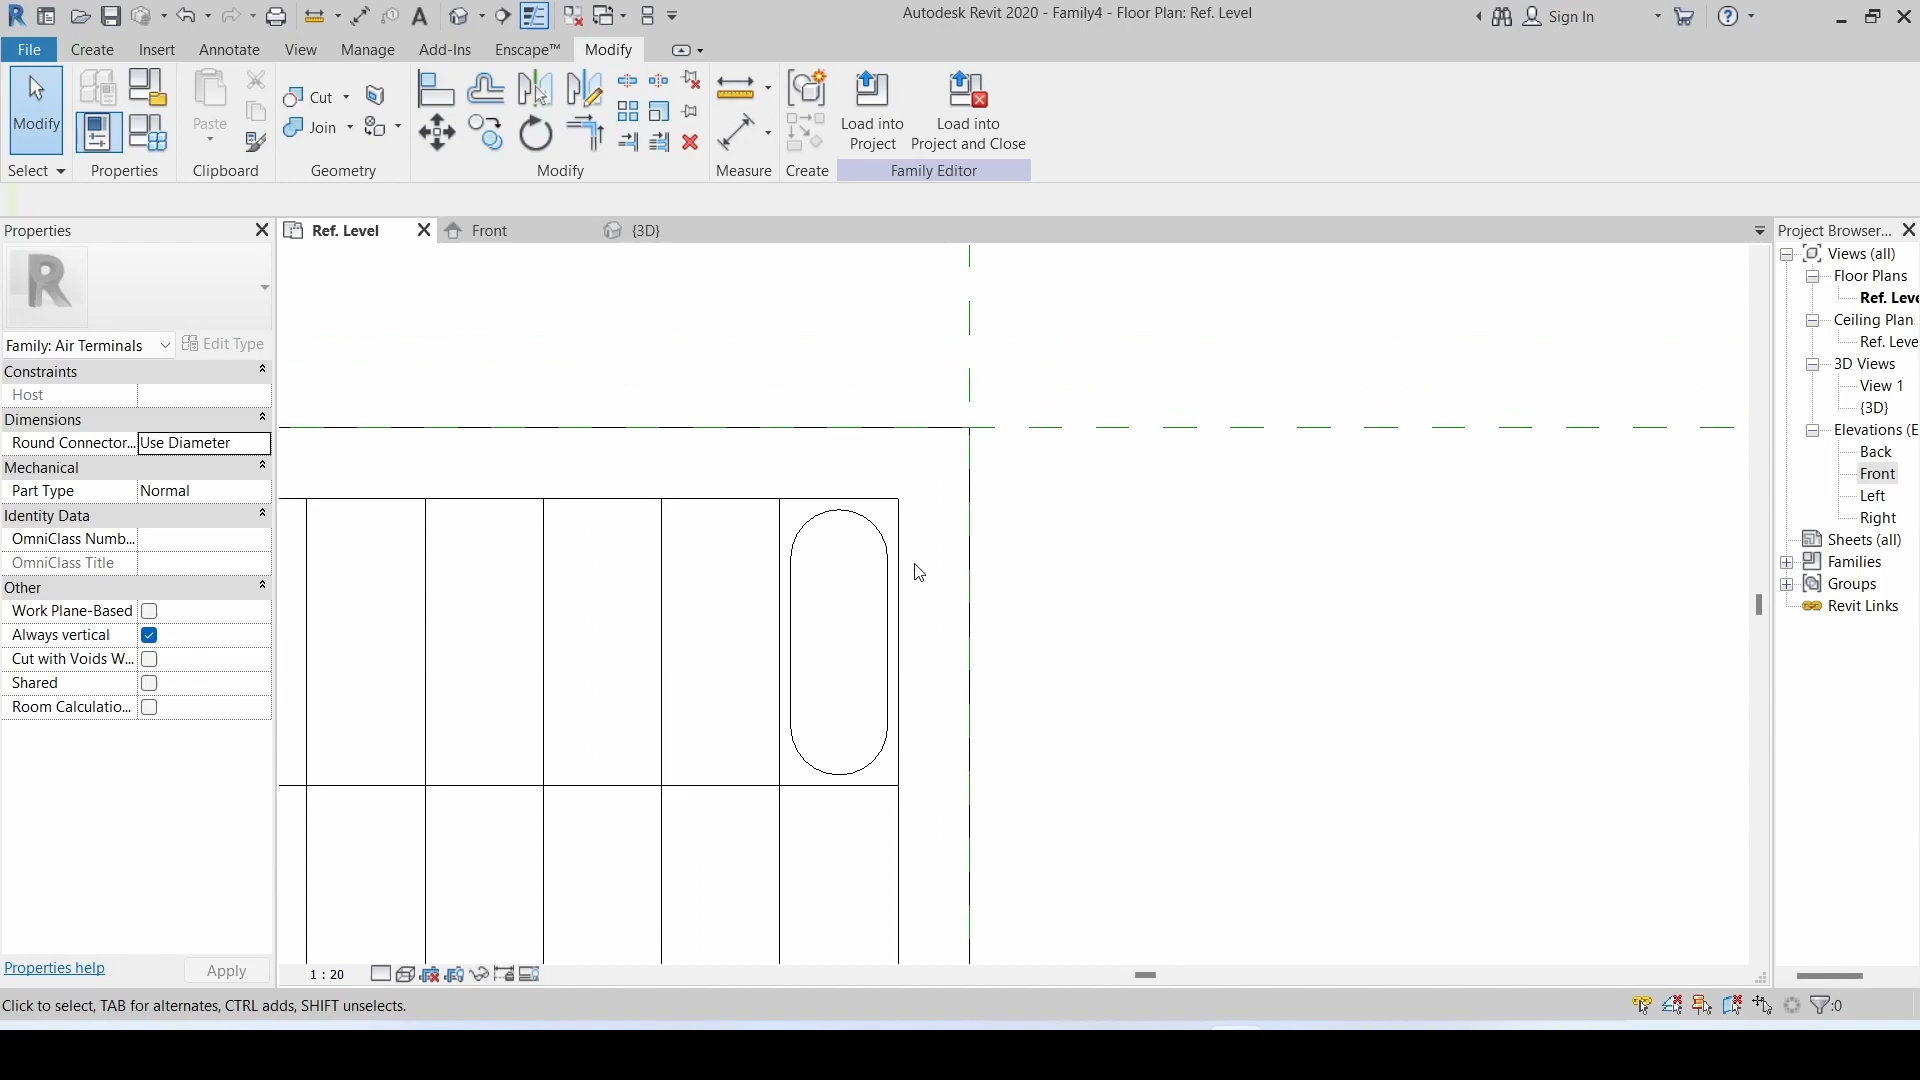 Autodesk Revit 2020 - Family4 - Floor Plan: Ref. Level
Sign In
File
Create
Insert
Annotate
View
Manage
Add-Ins
Enscape™
Modify
Modify
Paste
Cut
Join
Load into
Project
Load into
Project and Close
Select
Properties
Clipboard
Geometry
Modify
Measure
Create
Family Editor
Properties
Ref. Level
Front
{3D}
Project Browser...
R
Family: Air Terminals
Edit Type
Constraints
Host
Dimensions
Round Connector...
Use Diameter
Mechanical
Part Type
Normal
Identity Data
OmniClass Numb...
OmniClass Title
Other
Work Plane-Based
Always vertical
Cut with Voids W...
Shared
Room Calculatio...
Properties help
Apply
Views (all)
Floor Plans
Ref. Leve
Ceiling Plan
Ref. Leve
3D Views
View 1
{3D}
Elevations (E
Back
Front
Left
Right
Sheets (all)
Families
Groups
Revit Links
1 : 20
Click to select, TAB for alternates, CTRL adds, SHIFT unselects.
:0